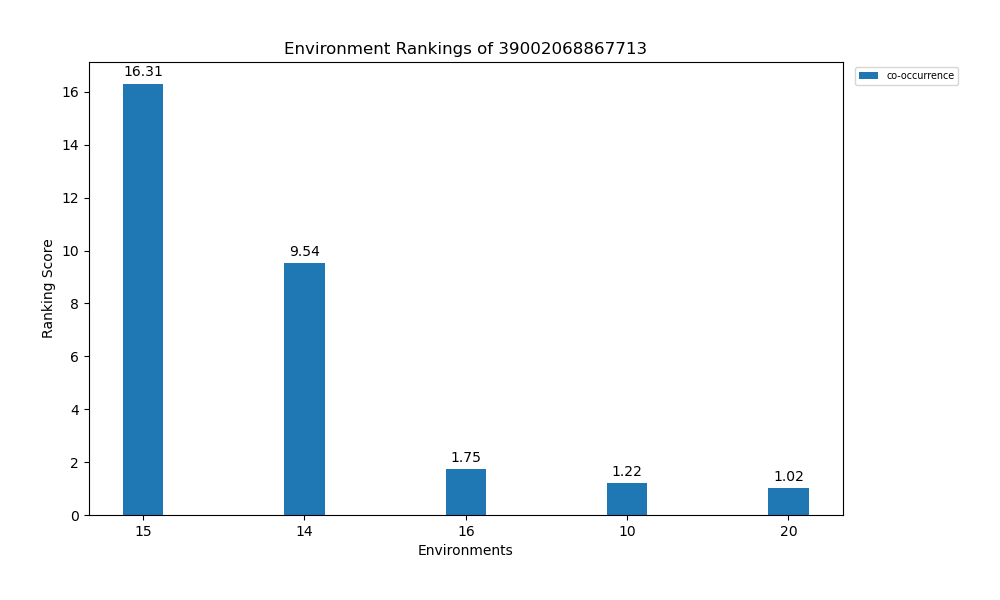 Environment Rankings of 39002068867713
co-occurrence
Ranking Score
16
14
12
10
8
6
4
2
0
16.31
9.54
1.75
1.22
1.02
15 14 16 10 20
Environments